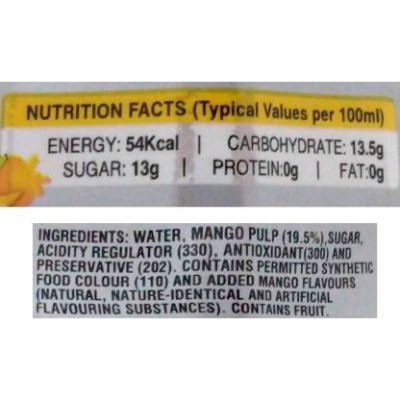 NUTRITION FACTS (Typical Values per 100ml)
ENERGY: 54Kcal | CARBOHYDRATE: 13.5g
SUGAR: 13g | PROTEIN:0g | FAT:0g
INGREDIENTS: WATER, MANGO PULP (19.5%),SUGAR,
ACIDITY REGULATOR (330), ANTIOXIDANT(300) AND
PRESERVATIVE (202). CONTAINS PERMITTED SYNTHETIC
FOOD COLOUR (110) AND ADDED MANGO FLAVOURS
(NATURAL, NATURE-IDENTICAL AND ARTIFICIAL
FLAVOURING SUBSTANCES). CONTAINS FRUIT.